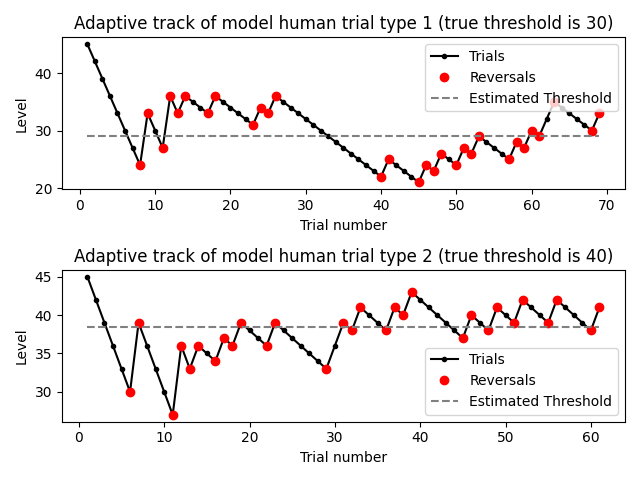 Adaptive track of model human trial type 1 (true threshold is 30)
Level
40
30
20
Trials
Reversals
Estimated Threshold
0 10 20 30 40 50 60 70
Trial number
Adaptive track of model human trial type 2 (true threshold is 40)
Level
45
40
35
30
Trials
Reversals
Estimated Threshold
0 10 20 30 40 50 60
Trial number